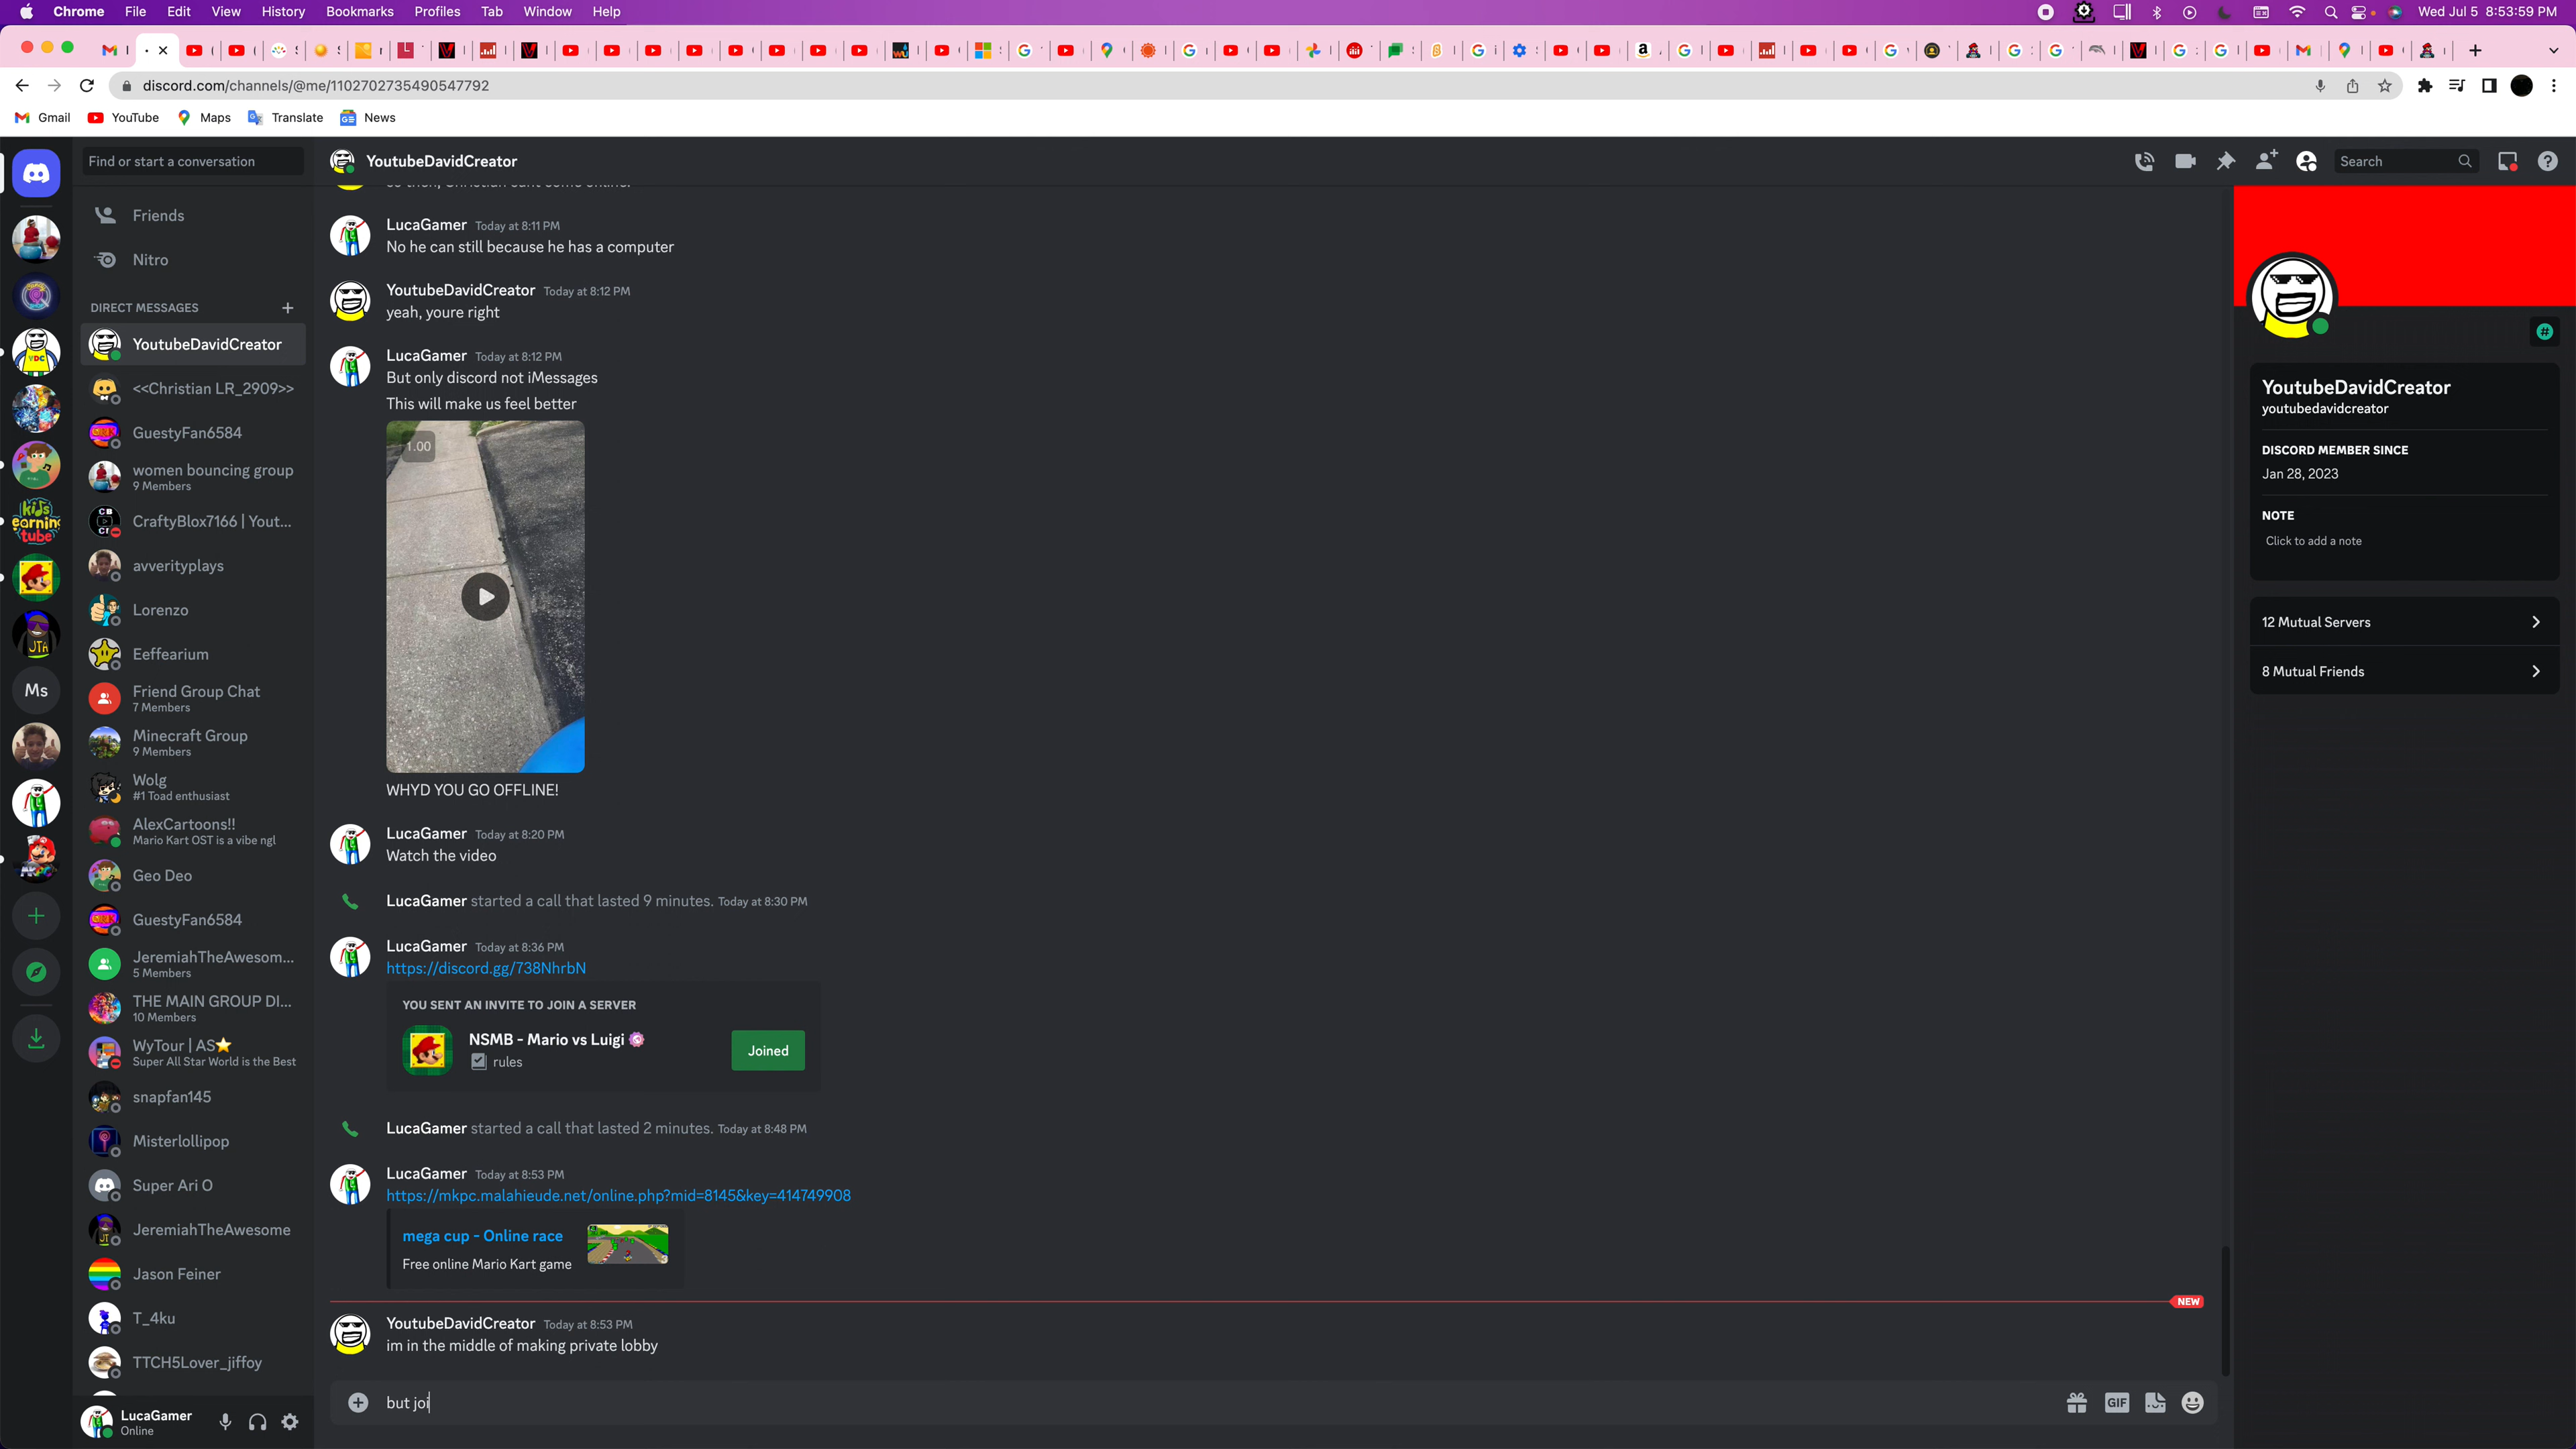 Chrome File Edit View History Bookmarks Profiles Tab Window Help
Wed Jul 5 8:53:59 PM
discord.com/channels/@me/1102702735490547792
Gmail YouTube Maps Translate News
Find or start a conversation
YoutubeDavidCreator
Search
Friends
Nitro
DIRECT MESSAGES
YoutubeDavidCreator
<<Christian LR_2909>>
GuestyFan6584
women bouncing group
9 Members
CraftyBlox7166 | Yout...
avverityplays
Lorenzo
Eeffearium
Friend Group Chat
7 Members
Minecraft Group
9 Members
Wolg
#1 Toad enthusiast
AlexCartoons!!
Mario Kart OST is a vibe ngl
Geo Deo
GuestyFan6584
JeremiahTheAwesom...
5 Members
THE MAIN GROUP DI...
10 Members
WyTour | AS⭐
Super All Star World is the Best
snapfan145
Misterlollipop
Super Ari O
JeremiahTheAwesome
Jason Feiner
T_4ku
TTCH5Lover_jiffoy
LucaGamer
Online
Ms
LucaGamer Today at 8:11 PM
No he can still because he has a computer
YoutubeDavidCreator Today at 8:12 PM
yeah, youre right
LucaGamer Today at 8:12 PM
But only discord not iMessages
This will make us feel better
1.00
WHYD YOU GO OFFLINE!
LucaGamer Today at 8:20 PM
Watch the video
LucaGamer started a call that lasted 9 minutes. Today at 8:30 PM
LucaGamer Today at 8:36 PM
https://discord.gg/738NhrbN
YOU SENT AN INVITE TO JOIN A SERVER
NSMB - Mario vs Luigi
rules
Joined
LucaGamer started a call that lasted 2 minutes. Today at 8:48 PM
LucaGamer Today at 8:53 PM
https://mkpc.malahieude.net/online.php?mid=8145&key=414749908
mega cup - Online race
Free online Mario Kart game
NEW
YoutubeDavidCreator Today at 8:53 PM
im in the middle of making private lobby
but joi
GIF
YoutubeDavidCreator
youtubedavidcreator
DISCORD MEMBER SINCE
Jan 28, 2023
NOTE
Click to add a note
12 Mutual Servers
8 Mutual Friends